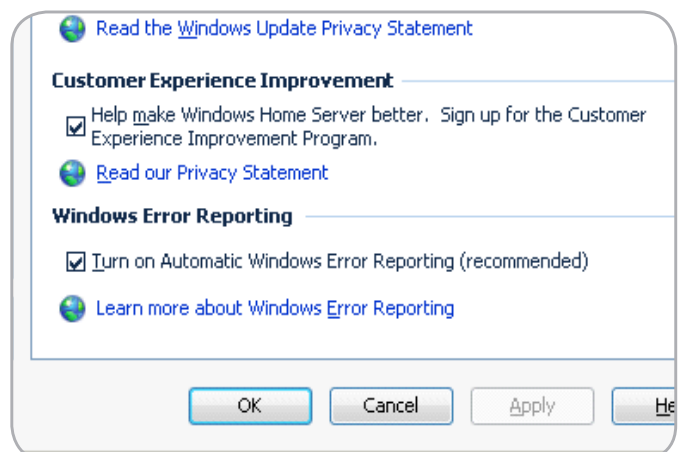 Read the Windows Update Privacy Statement
Customer Experience Improvement
Help make Windows Home Server better. Sign up for the Customer
Experience Improvement Program.
Read our Privacy Statement
Windows Error Reporting
Turn on Automatic Windows Error Reporting (recommended)
Learn more about Windows Error Reporting
OK Cancel Apply He